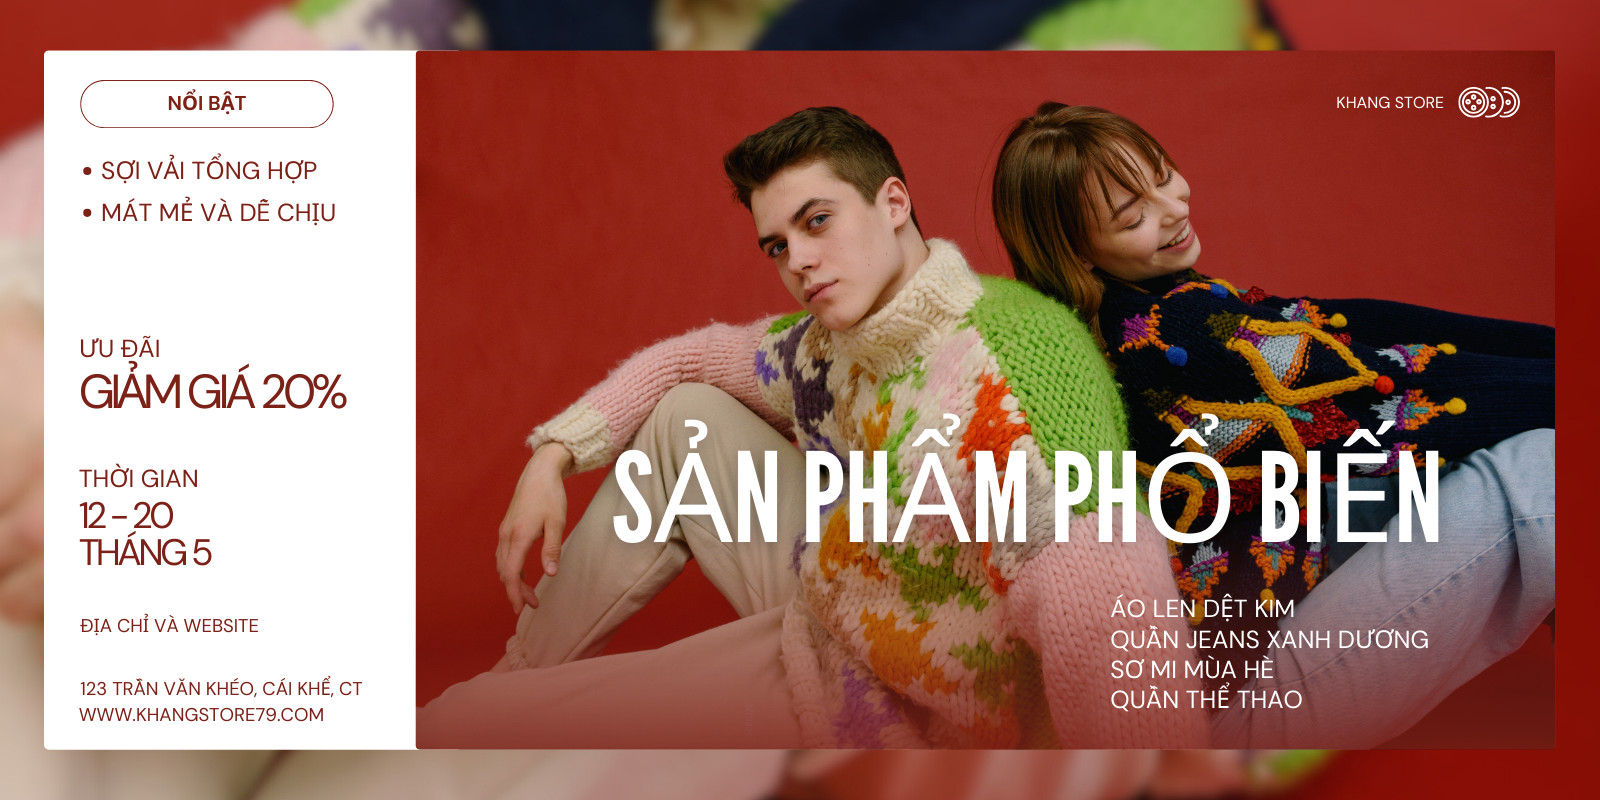 NỔI BẬT
• SỢI VẢI TỔNG HỢP
• MÁT MẺ VÀ DỄ CHỊU
ƯU ĐÃI
GIẢM GIÁ 20%
THỜI GIAN
12 – 20
THÁNG 5
ĐỊA CHỈ VÀ WEBSITE
123 TRẦN VĂN KHÉO, CÁI KHẾ, CT
WWW.KHANGSTORE79.COM
KHANG STORE
SẢN PHẨM PHỔ BIẾN
ÁO LEN DỆT KIM
QUẦN JEANS XANH DƯƠNG
SƠ MI MÙA HÈ
QUẦN THỂ THAO